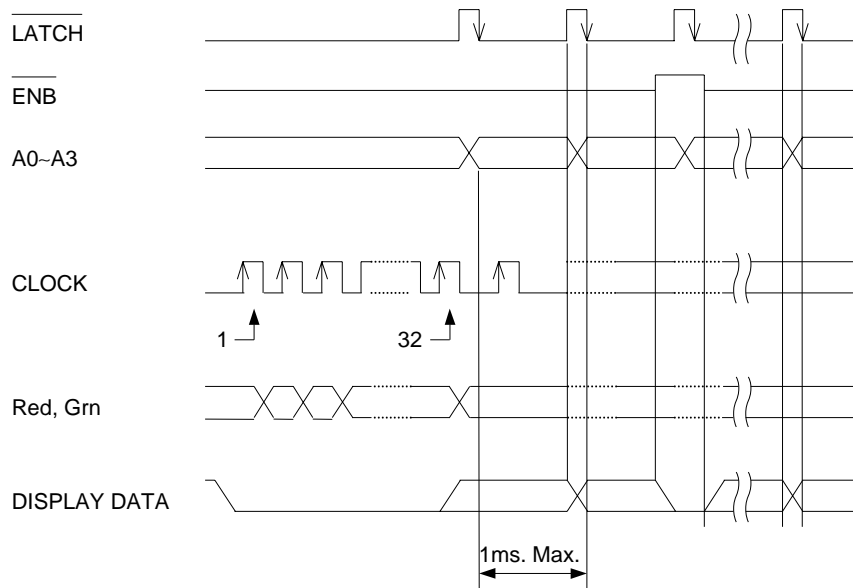 LATCH
ENB
A0~A3
CLOCK
1
32
Red, Grn
DISPLAY DATA
1ms. Max.